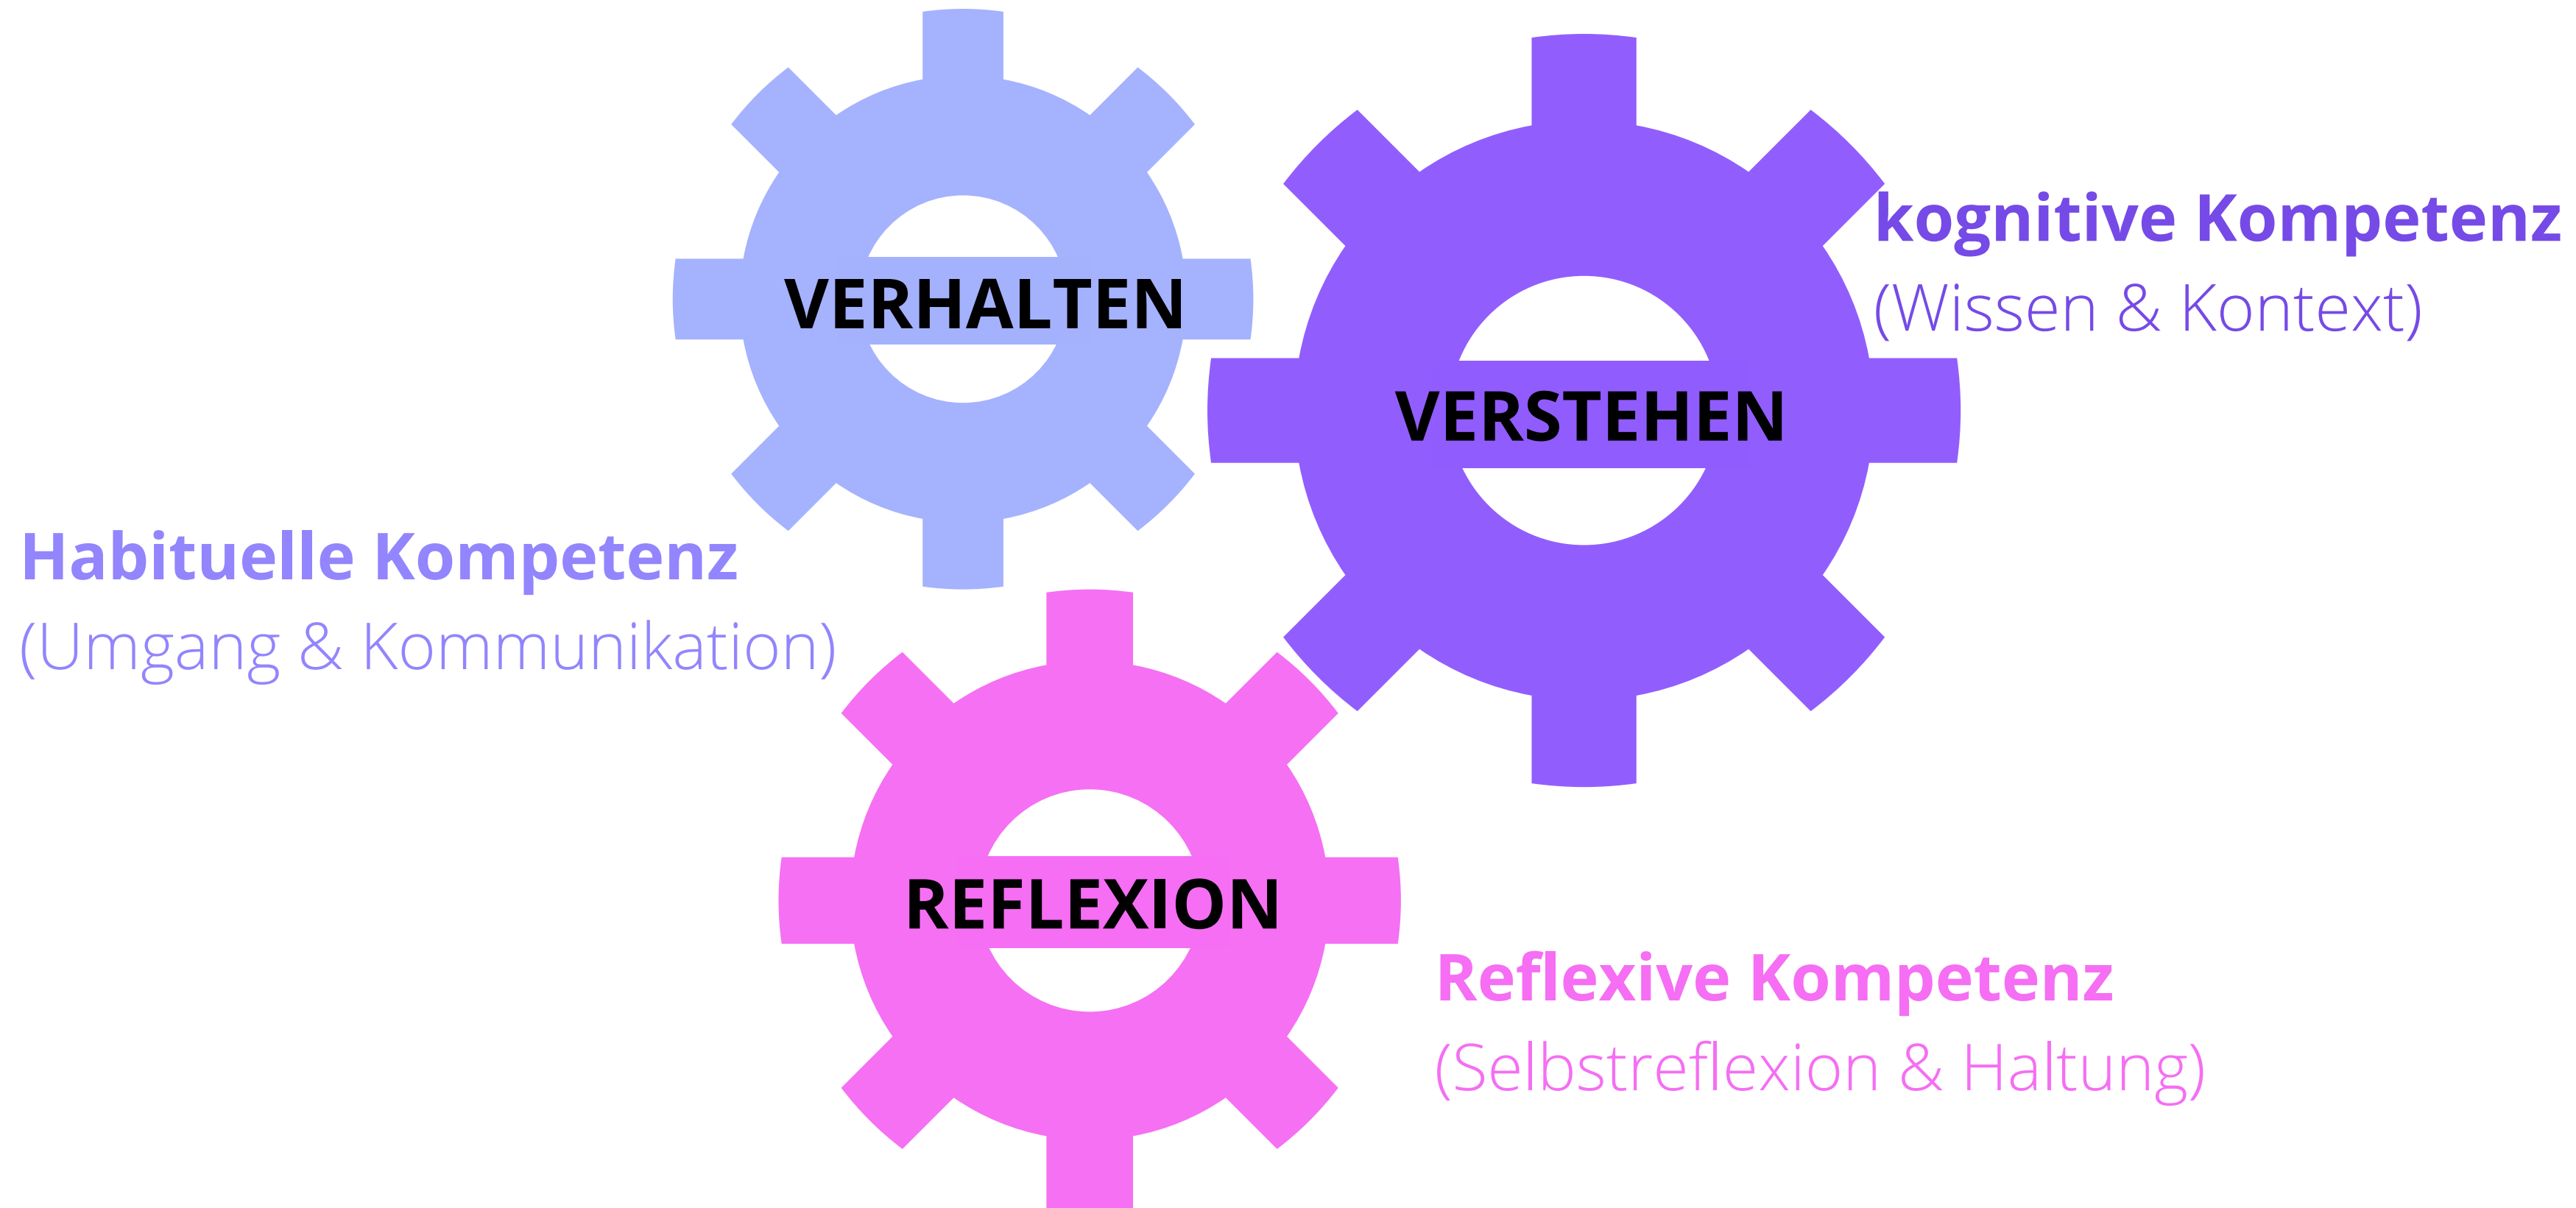 VERHALTEN
kognitive Kompetenz
(Wissen & Kontext)
VERSTEHEN
Habituelle Kompetenz
(Umgang & Kommunikation)
REFLEXION
Reflexive Kompetenz
(Selbstreflexion & Haltung)